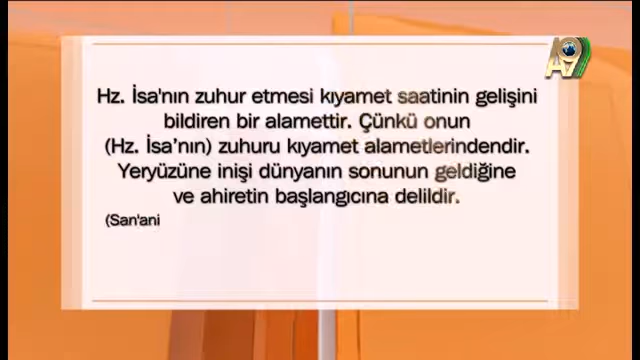 A9
Hz. İsa'nın zuhur etmesi kıyamet saatinin gelişini
bildiren bir alamettir. Çünkü onun
(Hz. İsa’nın) zuhuru kıyamet alametlerindendir.
Yeryüzüne inişi dünyanın sonunun geldiğine
ve ahiretin başlangıcına delildir.
(San'ani